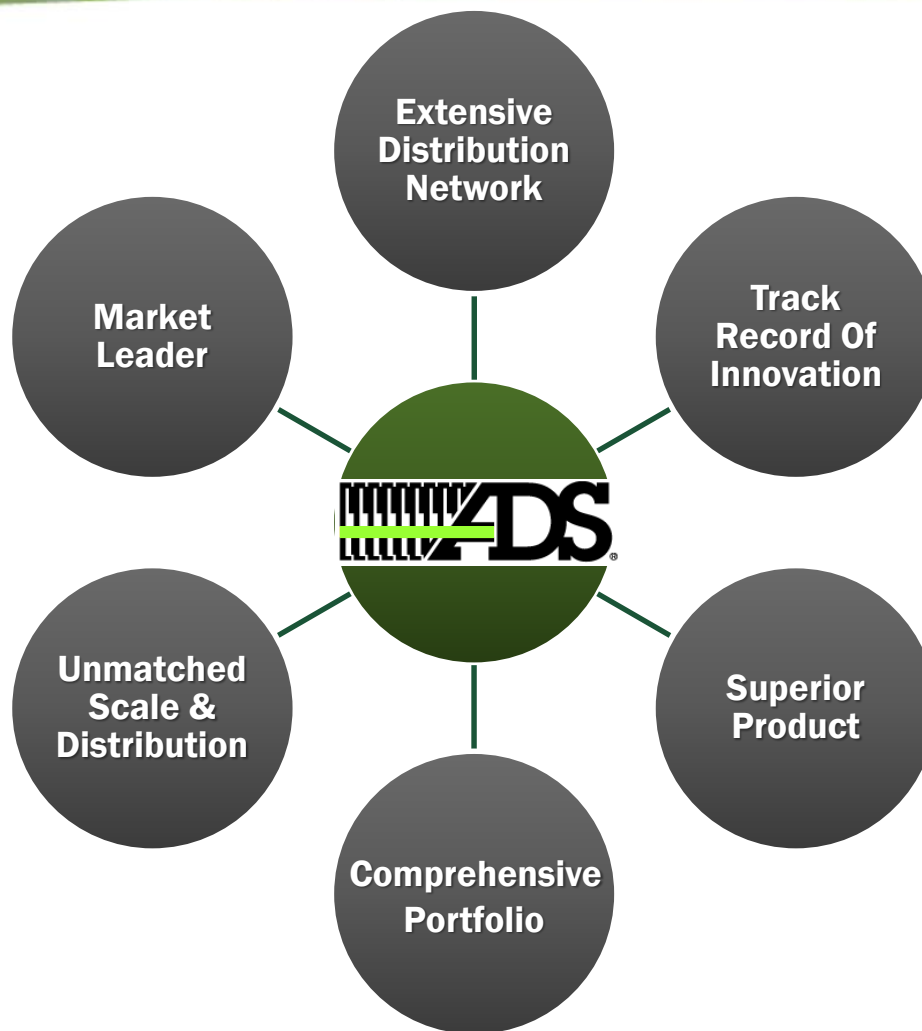 Extensive
Distribution
Network
Market
Leader
Track
Record Of
Innovation
ADS®
Unmatched
Scale &
Distribution
Superior
Product
Comprehensive
Portfolio